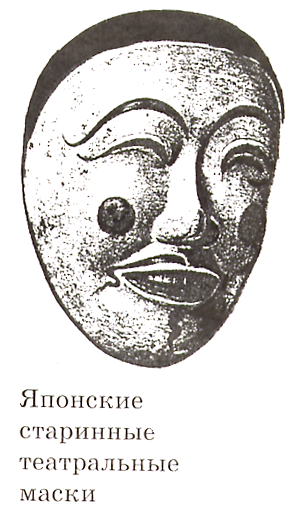 Японские
старинные
театральные
маски